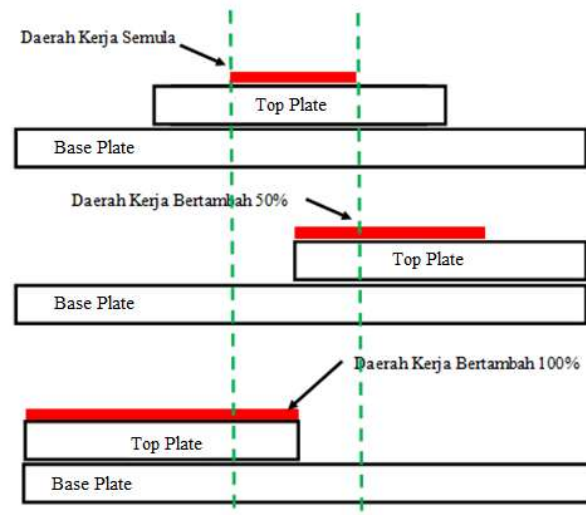 Daerah Kerja Semula
Top Plate
Base Plate
Daerah Kerja Bertambah 50%
Top Plate
Base Plate
Daerah Kerja Bertambah 100%
Top Plate
Base Plate